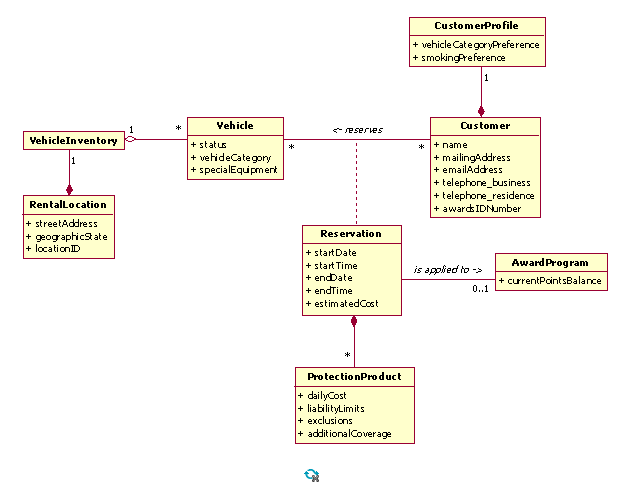 CustomerProfile
+ vehicleCategoryPreference
+ smokingPreference
1
Vehicle
+ status
+ vehicleCategory
+ specialEquipment
1
*
*
<- reserves
*
Customer
+ name
+ mailingAddress
+ emailAddress
+ telephone_business
+ telephone_residence
+ awardsIDNumber
VehicleInventory
1
RentalLocation
+ streetAddress
+ geographicState
+ locationID
Reservation
+ startDate
+ startTime
+ endDate
+ endTime
+ estimatedCost
is applied to ->
0..1
AwardProgram
+ currentPointsBalance
*
ProtectionProduct
+ dailyCost
+ liabilityLimits
+ exclusions
+ additionalCoverage